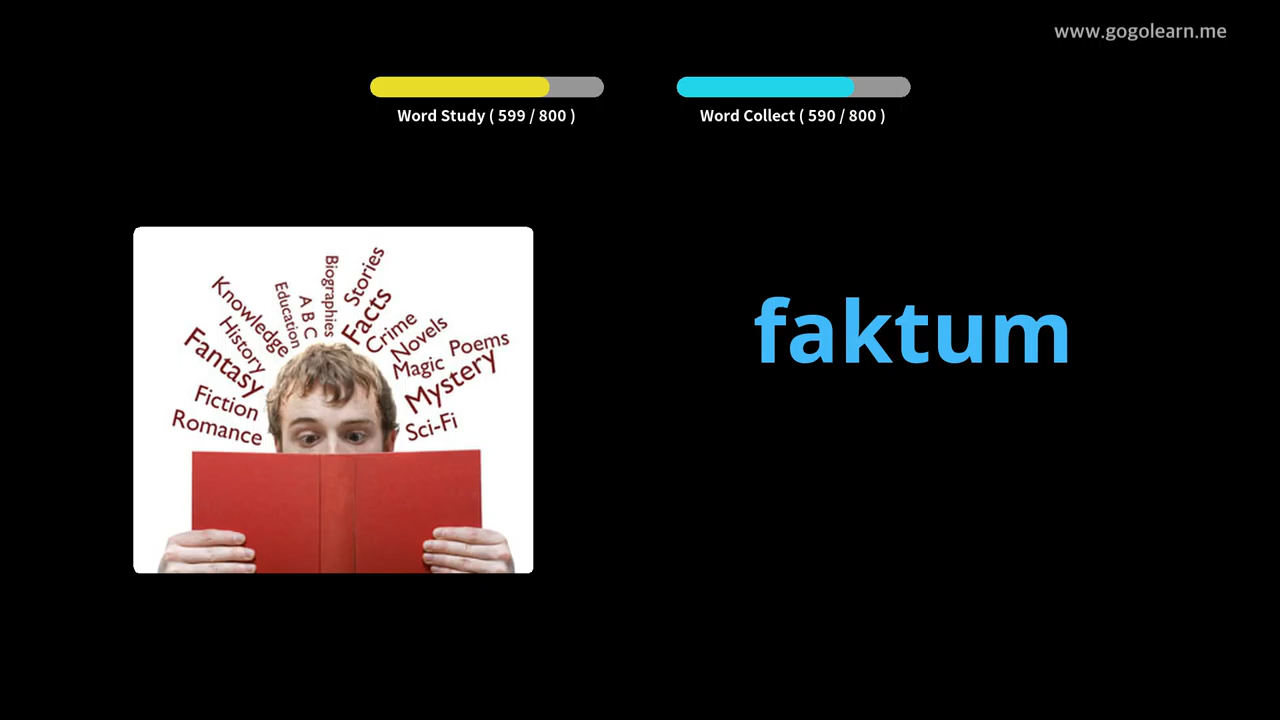 www.gogolearn.me
Word Study ( 599 / 800 )
Word Collect ( 590 / 800 )
faktum
Biographies
Stories
Education
A B C
Facts
Knowledge
History
Crime
Novels
Poems
Fantasy
Magic
Mystery
Fiction
Romance
Sci-Fi